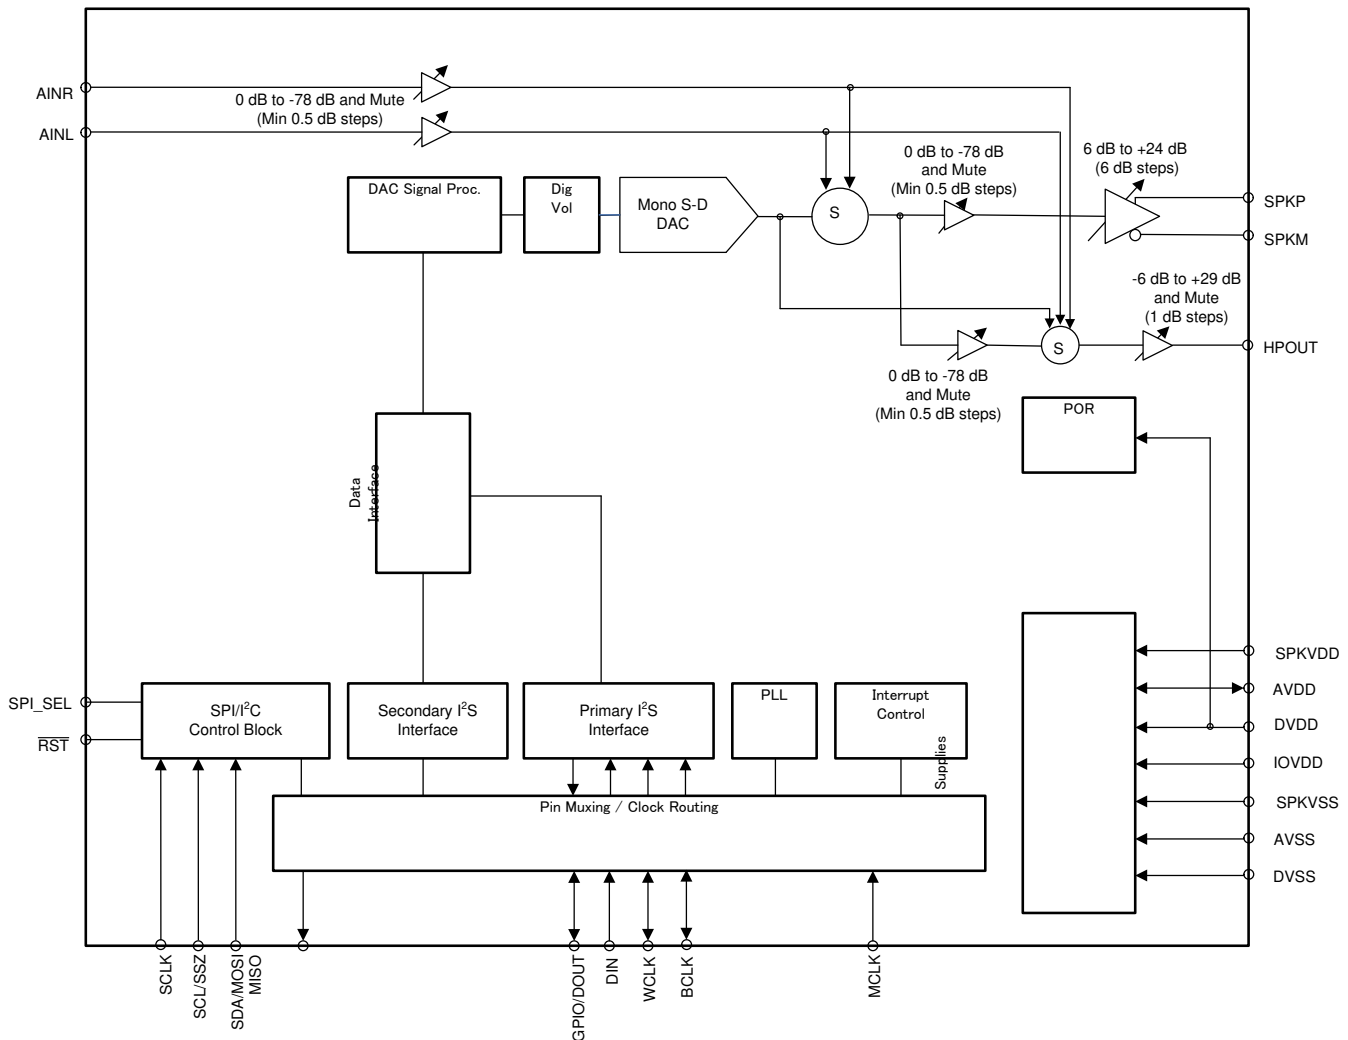 AINR
0 dB to -78 dB and Mute
(Min 0.5 dB steps)
AINL
DAC Signal Proc.
Dig
Vol
Mono S-D
DAC
S
0 dB to -78 dB
and Mute
(Min 0.5 dB steps)
6 dB to +24 dB
(6 dB steps)
SPKP
SPKM
-6 dB to +29 dB
and Mute
(1 dB steps)
S
HPOUT
0 dB to -78 dB
and Mute
(Min 0.5 dB steps)
POR
Data
Interface
SPKVDD
AVDD
DVDD
IOVDD
SPKVSS
AVSS
DVSS
Supplies
SPI_SEL
RST
SPI/I²C
Control Block
Secondary I²S
Interface
Primary I²S
Interface
PLL
Interrupt
Control
Pin Muxing / Clock Routing
SCLK
SCL/SSZ
SDA/MOSI
MISO
GPIO/DOUT
DIN
WCLK
BCLK
MCLK